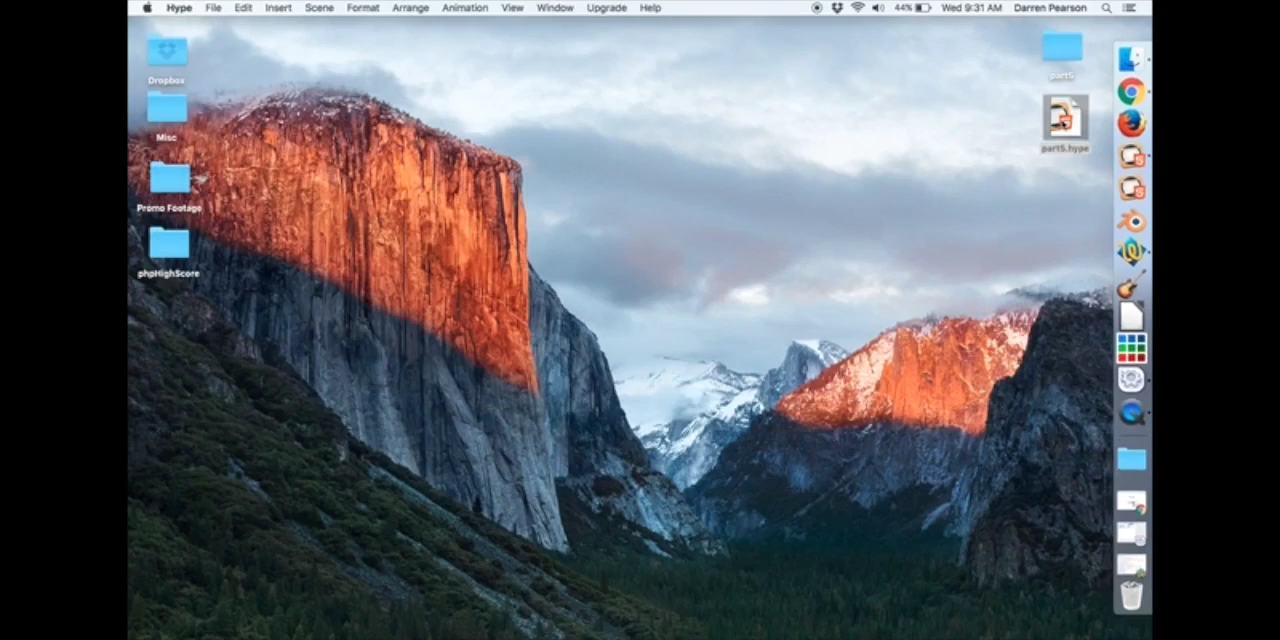 Hype File Edit Insert Scene Format Arrange Animation View Window Upgrade Help 44% Wed 9:31 AM Darren Pearson
Dropbox
part5
Misc
part5.hype
Promo Footage
phpHighScore